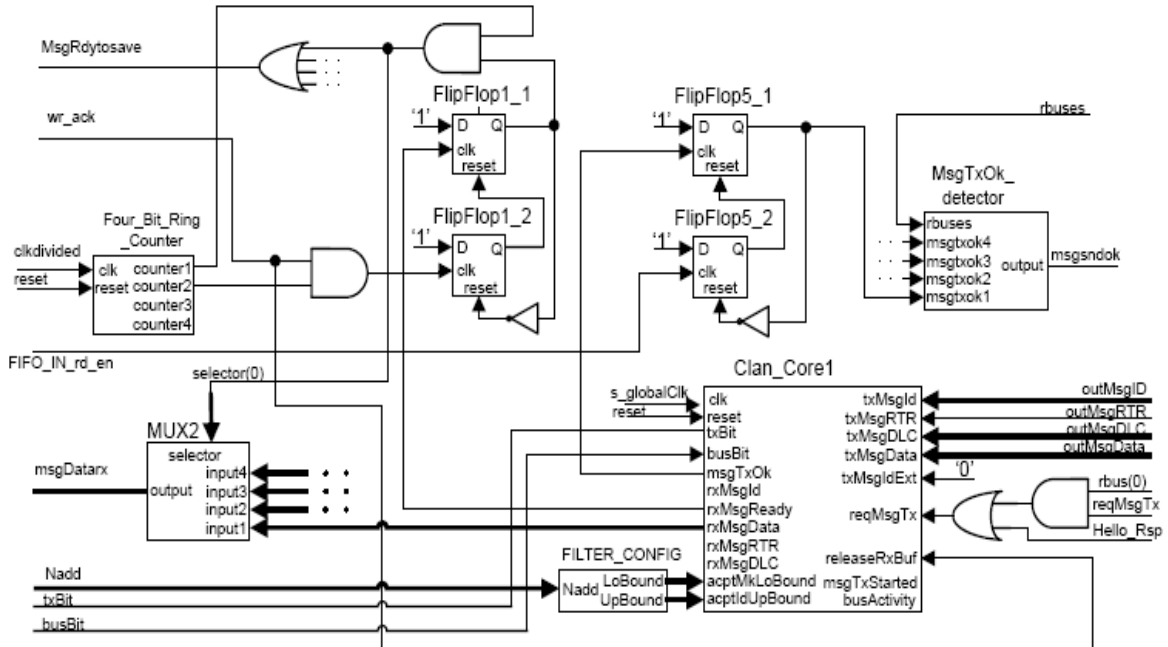 MsgRdytosave
wr_ack
FlipFlop1_1
'1'
D
Q
clk
reset
FlipFlop1_2
'1'
D
Q
clk
reset
FlipFlop5_1
'1'
D
Q
clk
reset
FlipFlop5_2
'1'
D
Q
clk
reset
rbuses
MsgTxOk_
detector
rbuses
msgtxok4
msgtxok3
msgtxok2
msgtxok1
output
msgsndok
Four_Bit_Ring
_Counter
clkdivided
reset
clk
reset
counter1
counter2
counter3
counter4
FIFO_IN_rd_en
selector(0)
MUX2
selector
input4
input3
input2
input1
output
msgDatarx
Clan_Core1
s_globalClk
reset
clk
reset
txBit
busBit
msgTxOk
rxMsgId
rxMsgReady
rxMsgData
rxMsgRTR
rxMsgDLC
acptMkLoBound
acptIdUpBound
txMsgId
txMsgRTR
txMsgDLC
txMsgData
txMsgIdExt
reqMsgTx
releaseRxBuf
msgTxStarted
busActivity
outMsgID
outMsgRTR
outMsgDLC
outMsgData
'0'
rbus(0)
reqMsgTx
Hello_Rsp
FILTER_CONFIG
Nadd
LoBound
UpBound
Nadd
txBit
busBit